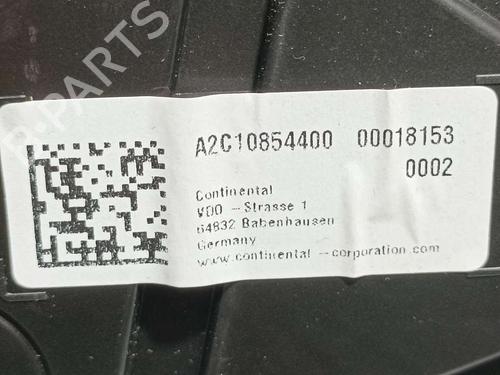 B-PARTS
A2C10854400 00018153
0002
Continental
VDO -Strasse 1
64832 Babenhausen
Germany
www.continental -corporation.com